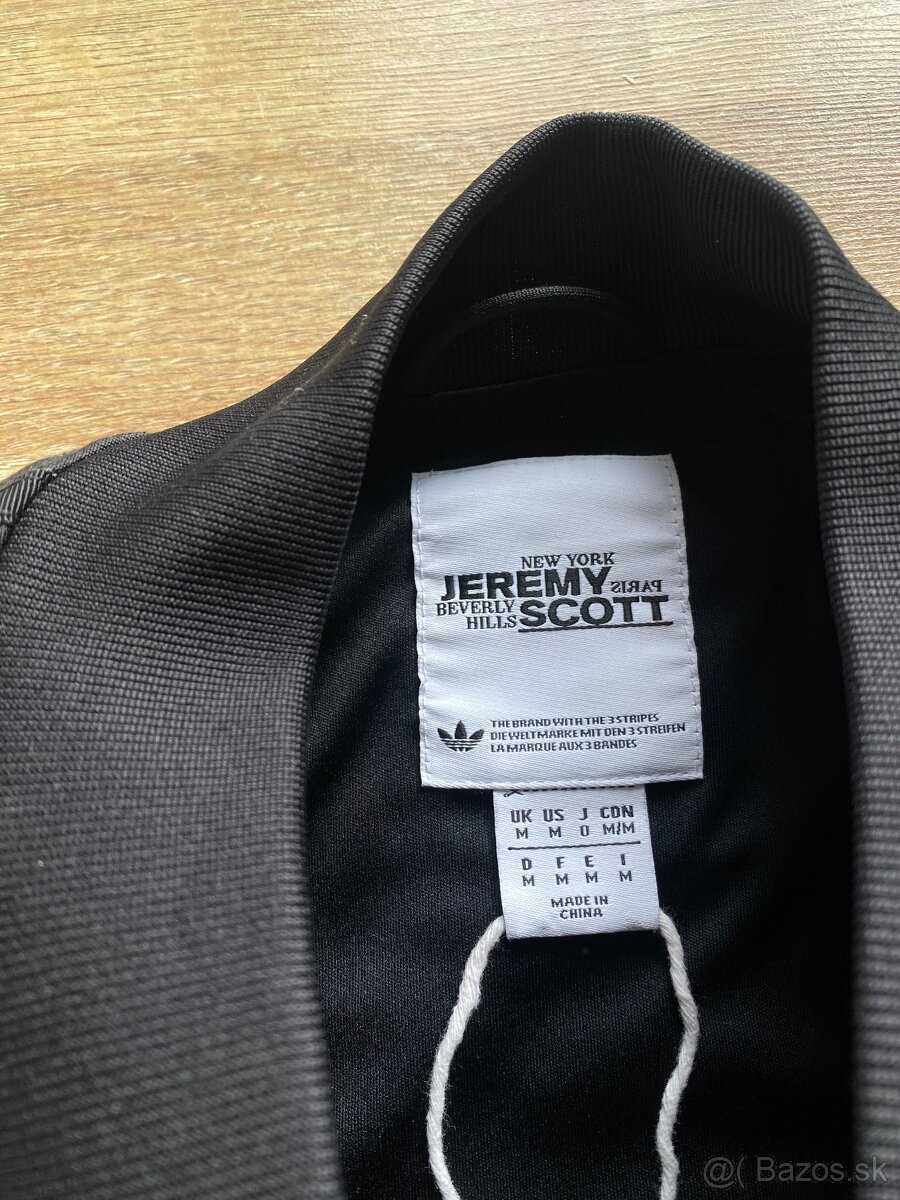 NEW YORK
JEREMY PARIS
BEVERLY HILLS SCOTT
THE BRAND WITH THE 3 STRIPES
DIE WELTMARKE MIT DEN 3 STREIFEN
LA MARQUE AUX 3 BANDES
UK US J CON
M M O M/M
D F E I
M M M M
MADE IN
CHINA
@( Bazos.sk